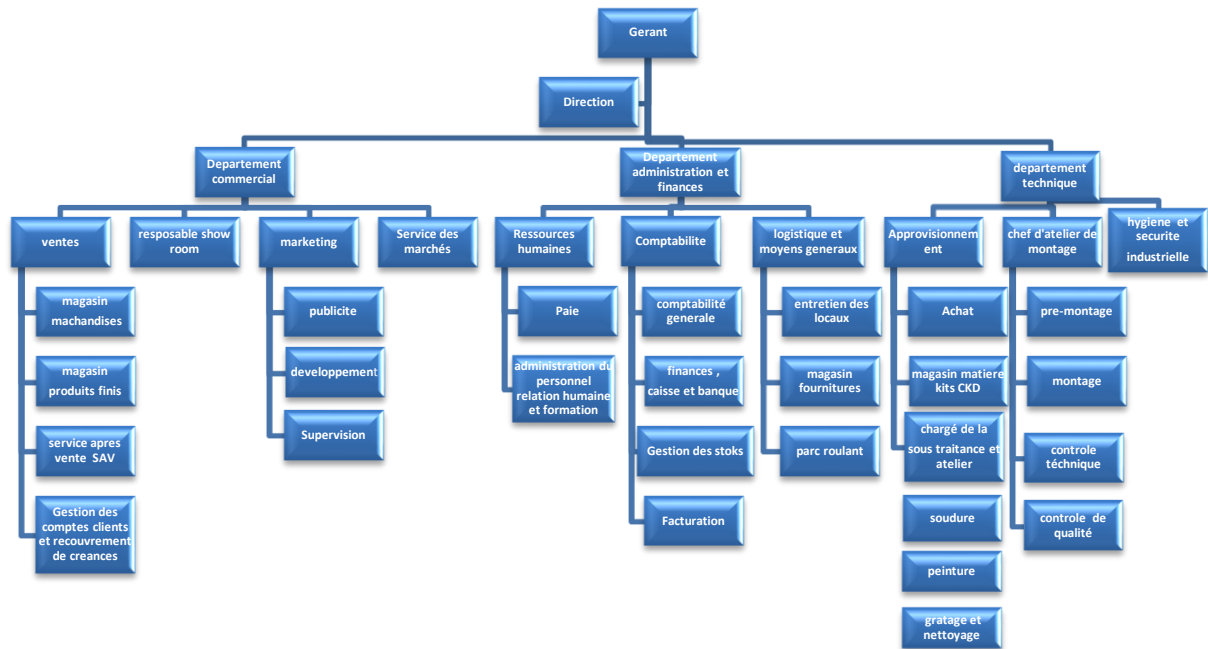 Gerant
Direction
Departement
commercial
Departement
administration et
finances
departement
technique
ventes
resposable show
room
marketing
Service des
marchés
Ressources
humaines
Comptabilite
logistique et
moyens generaux
Approvisionnem
ent
chef d'atelier de
montage
hygiene et
securite
industrielle
magasin
machandises
magasin
produits finis
service apres
vente SAV
Gestion des
comptes clients
et recouvrement
de creances
publicite
developpement
Supervision
Paie
administration du
personnel
relation humaine
et formation
comptabilité
generale
finances ,
caisse et banque
Gestion des stoks
Facturation
entretien des
locaux
magasin
fournitures
parc roulant
Achat
magasin matiere
kits CKD
chargé de la
sous traitance et
atelier
soudure
peinture
gratage et
nettoyage
pre-montage
montage
controle
téchnique
controle de
qualité